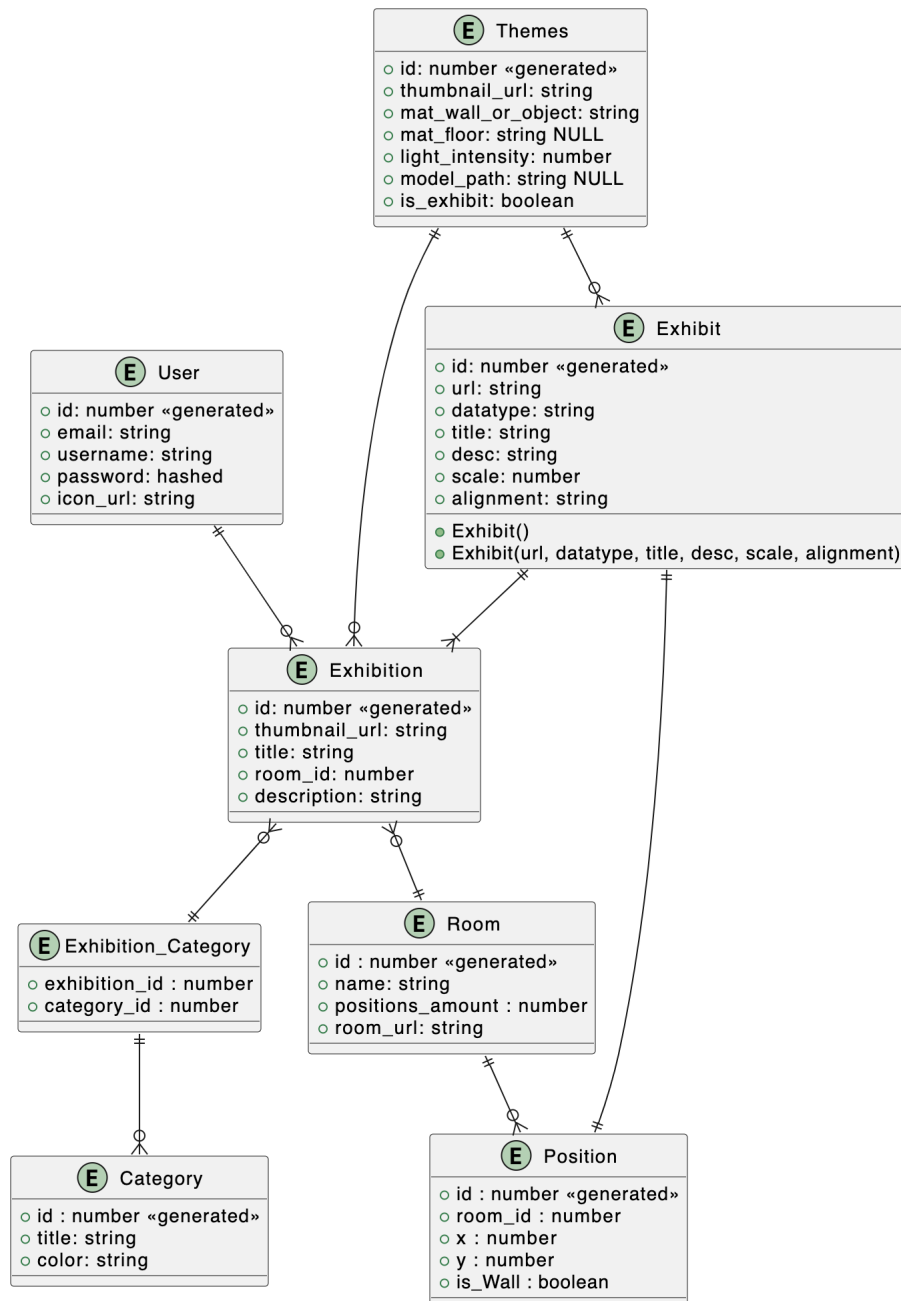 E Themes
id: number «generated»
thumbnail_url: string
mat_wall_or_object: string
mat_floor: string NULL
light_intensity: number
model_path: string NULL
is_exhibit: boolean
E Exhibit
id: number «generated»
url: string
datatype: string
title: string
desc: string
scale: number
alignment: string
Exhibit()
Exhibit(url, datatype, title, desc, scale, alignment)
E User
id: number «generated»
email: string
username: string
password: hashed
icon_url: string
E Exhibition
id: number «generated»
thumbnail_url: string
title: string
room_id: number
description: string
E Exhibition_Category
exhibition_id : number
category_id : number
E Room
id : number «generated»
name: string
positions_amount : number
room_url: string
E Category
id : number «generated»
title: string
color: string
E Position
id : number «generated»
room_id : number
x : number
y : number
is_Wall : boolean